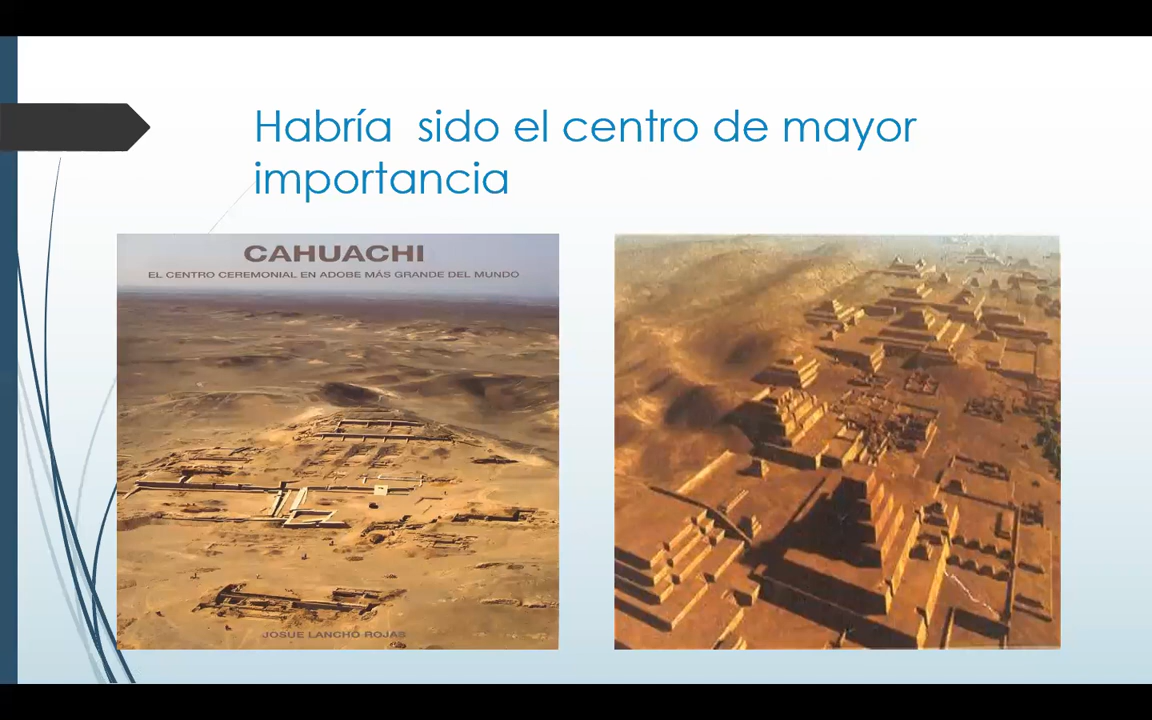 Habría sido el centro de mayor
importancia
CAHUACHI
EL CENTRO CEREMONIAL EN ADOBE MÁS GRANDE DEL MUNDO
JOSUE LANCHO ROJAS